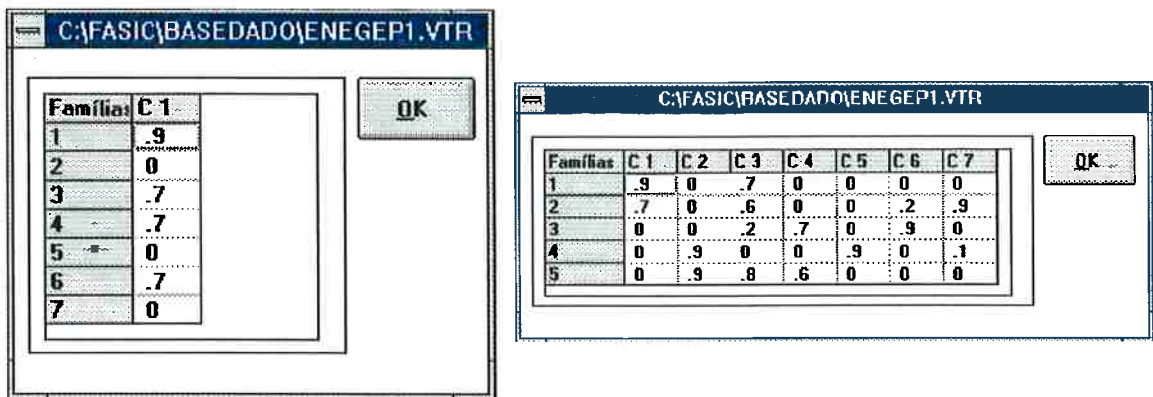 C:\FASIC\BASEDADO\ENEGEP1.VTR
Famílias C 1
1 .9
2 0
3 .7
4 .7
5 0
6 .7
7 0
OK
C:\FASIC\BASEDADO\ENEGEP1.VTR
Famílias C 1 C 2 C 3 C 4 C 5 C 6 C 7
1 .9 0 .7 0 0 0 0
2 .7 0 .6 0 0 .2 .9
3 0 0 .2 .7 0 .9 0
4 0 .9 0 0 .9 0 .1
5 0 .9 .8 .6 0 0 0
OK